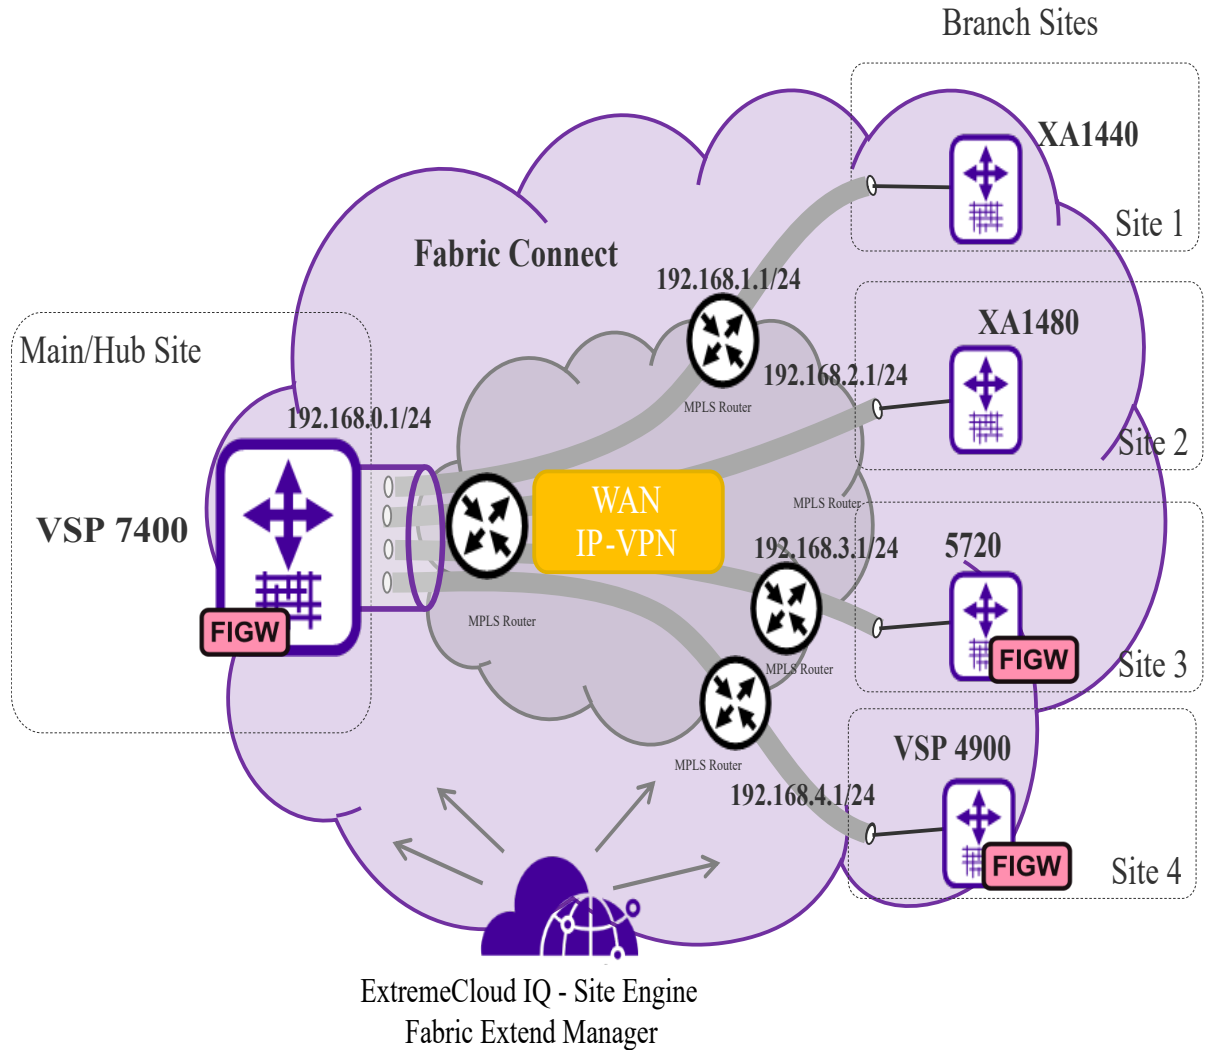 Branch Sites
XA1440
Site 1
Fabric Connect
192.168.1.1/24
XA1480
Main/Hub Site
192.168.2.1/24
MPLS Router
192.168.0.1/24
Site 2
WAN
IP-VPN
MPLS Router
VSP 7400
192.168.3.1/24
5720
MPLS Router
FIGW
FIGW
Site 3
MPLS Router
VSP 4900
MPLS Router
192.168.4.1/24
FIGW
Site 4
ExtremeCloud IQ - Site Engine
Fabric Extend Manager